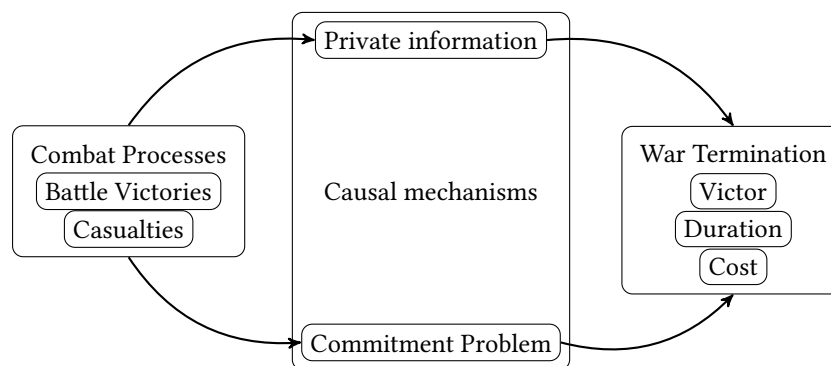 Private information
Combat Processes
Battle Victories
Casualties
Causal mechanisms
War Termination
Victor
Duration
Cost
Commitment Problem